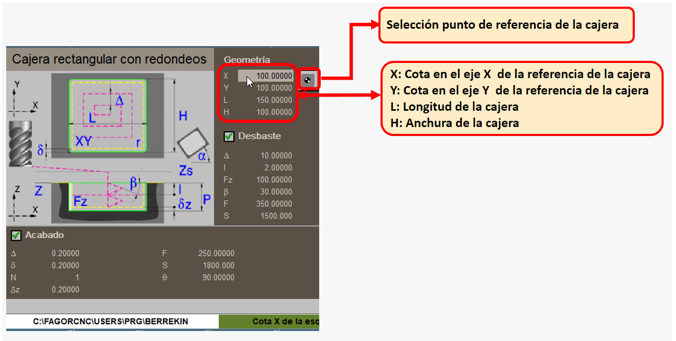 Selección punto de referencia de la cajera
Cajera rectangular con redondeos
Geometría
X 100.00000
Y 100.00000
L 150.00000
H 100.00000
X: Cota en el eje X de la referencia de la cajera
Y: Cota en el eje Y de la referencia de la cajera
L: Longitud de la cajera
H: Anchura de la cajera
Y
X
Δ
L
H
XY
r
δ
α
Zs
Z
β
I
P
Fz
δz
Z
X
Desbaste
Δ 10.00000
I 2.00000
Fz 100.00000
β 30.00000
F 350.00000
S 1500.000
Acabado
Δ 0.20000 F 250.00000
δ 0.20000 S 1800.000
N 1 θ 90.00000
δz 0.20000
C:\FAGORCNC\USERS\PRG\BERREKIN
Cota X de la esq